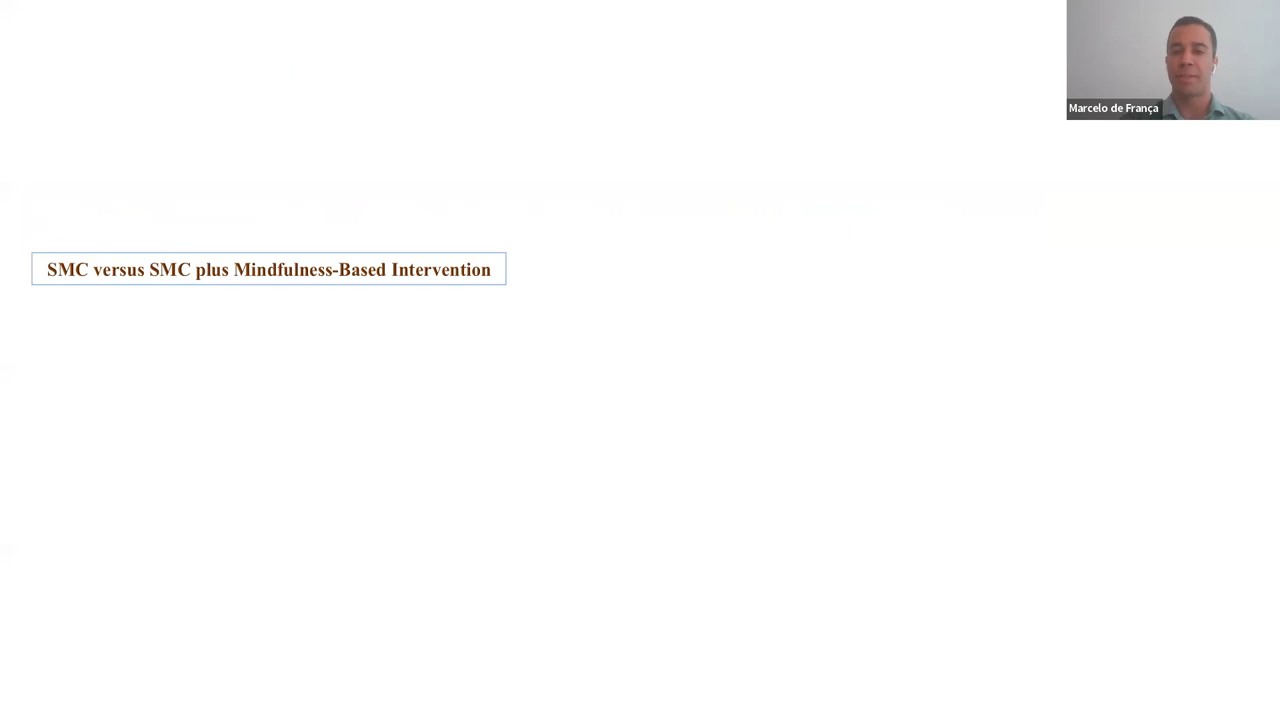 Marcelo de França
SMC versus SMC plus Mindfulness-Based Intervention